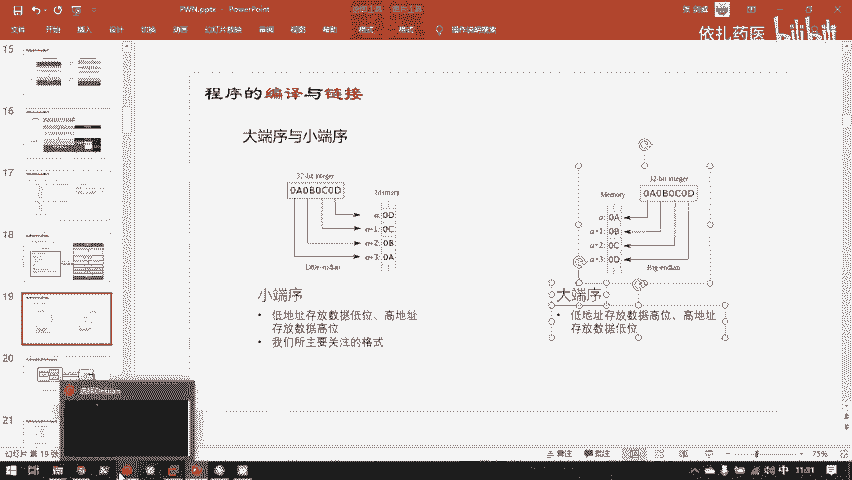 PWN.pptx - PowerPoint
文件
开始
插入
设计
切换
动画
幻灯片放映
审阅
视图
帮助
格式
格式
操作说明搜索
依扎药医
bilibili
15
16
17
18
19
20
21
程序的编译与链接
大端序与小端序
32-bit integer
0A0B0C0D
Memory
a: 0D
a+1: 0C
a+2: 0B
a+3: 0A
Little-endian
小端序
• 低地址存放数据低位、高地址
存放数据高位
• 我们所主要关注的格式
32-bit integer
0A0B0C0D
Memory
a: 0A
a+1: 0B
a+2: 0C
a+3: 0D
Big-endian
大端序
• 低地址存放数据高位、高地址
存放数据低位
备注
批注
75%
中
11:31